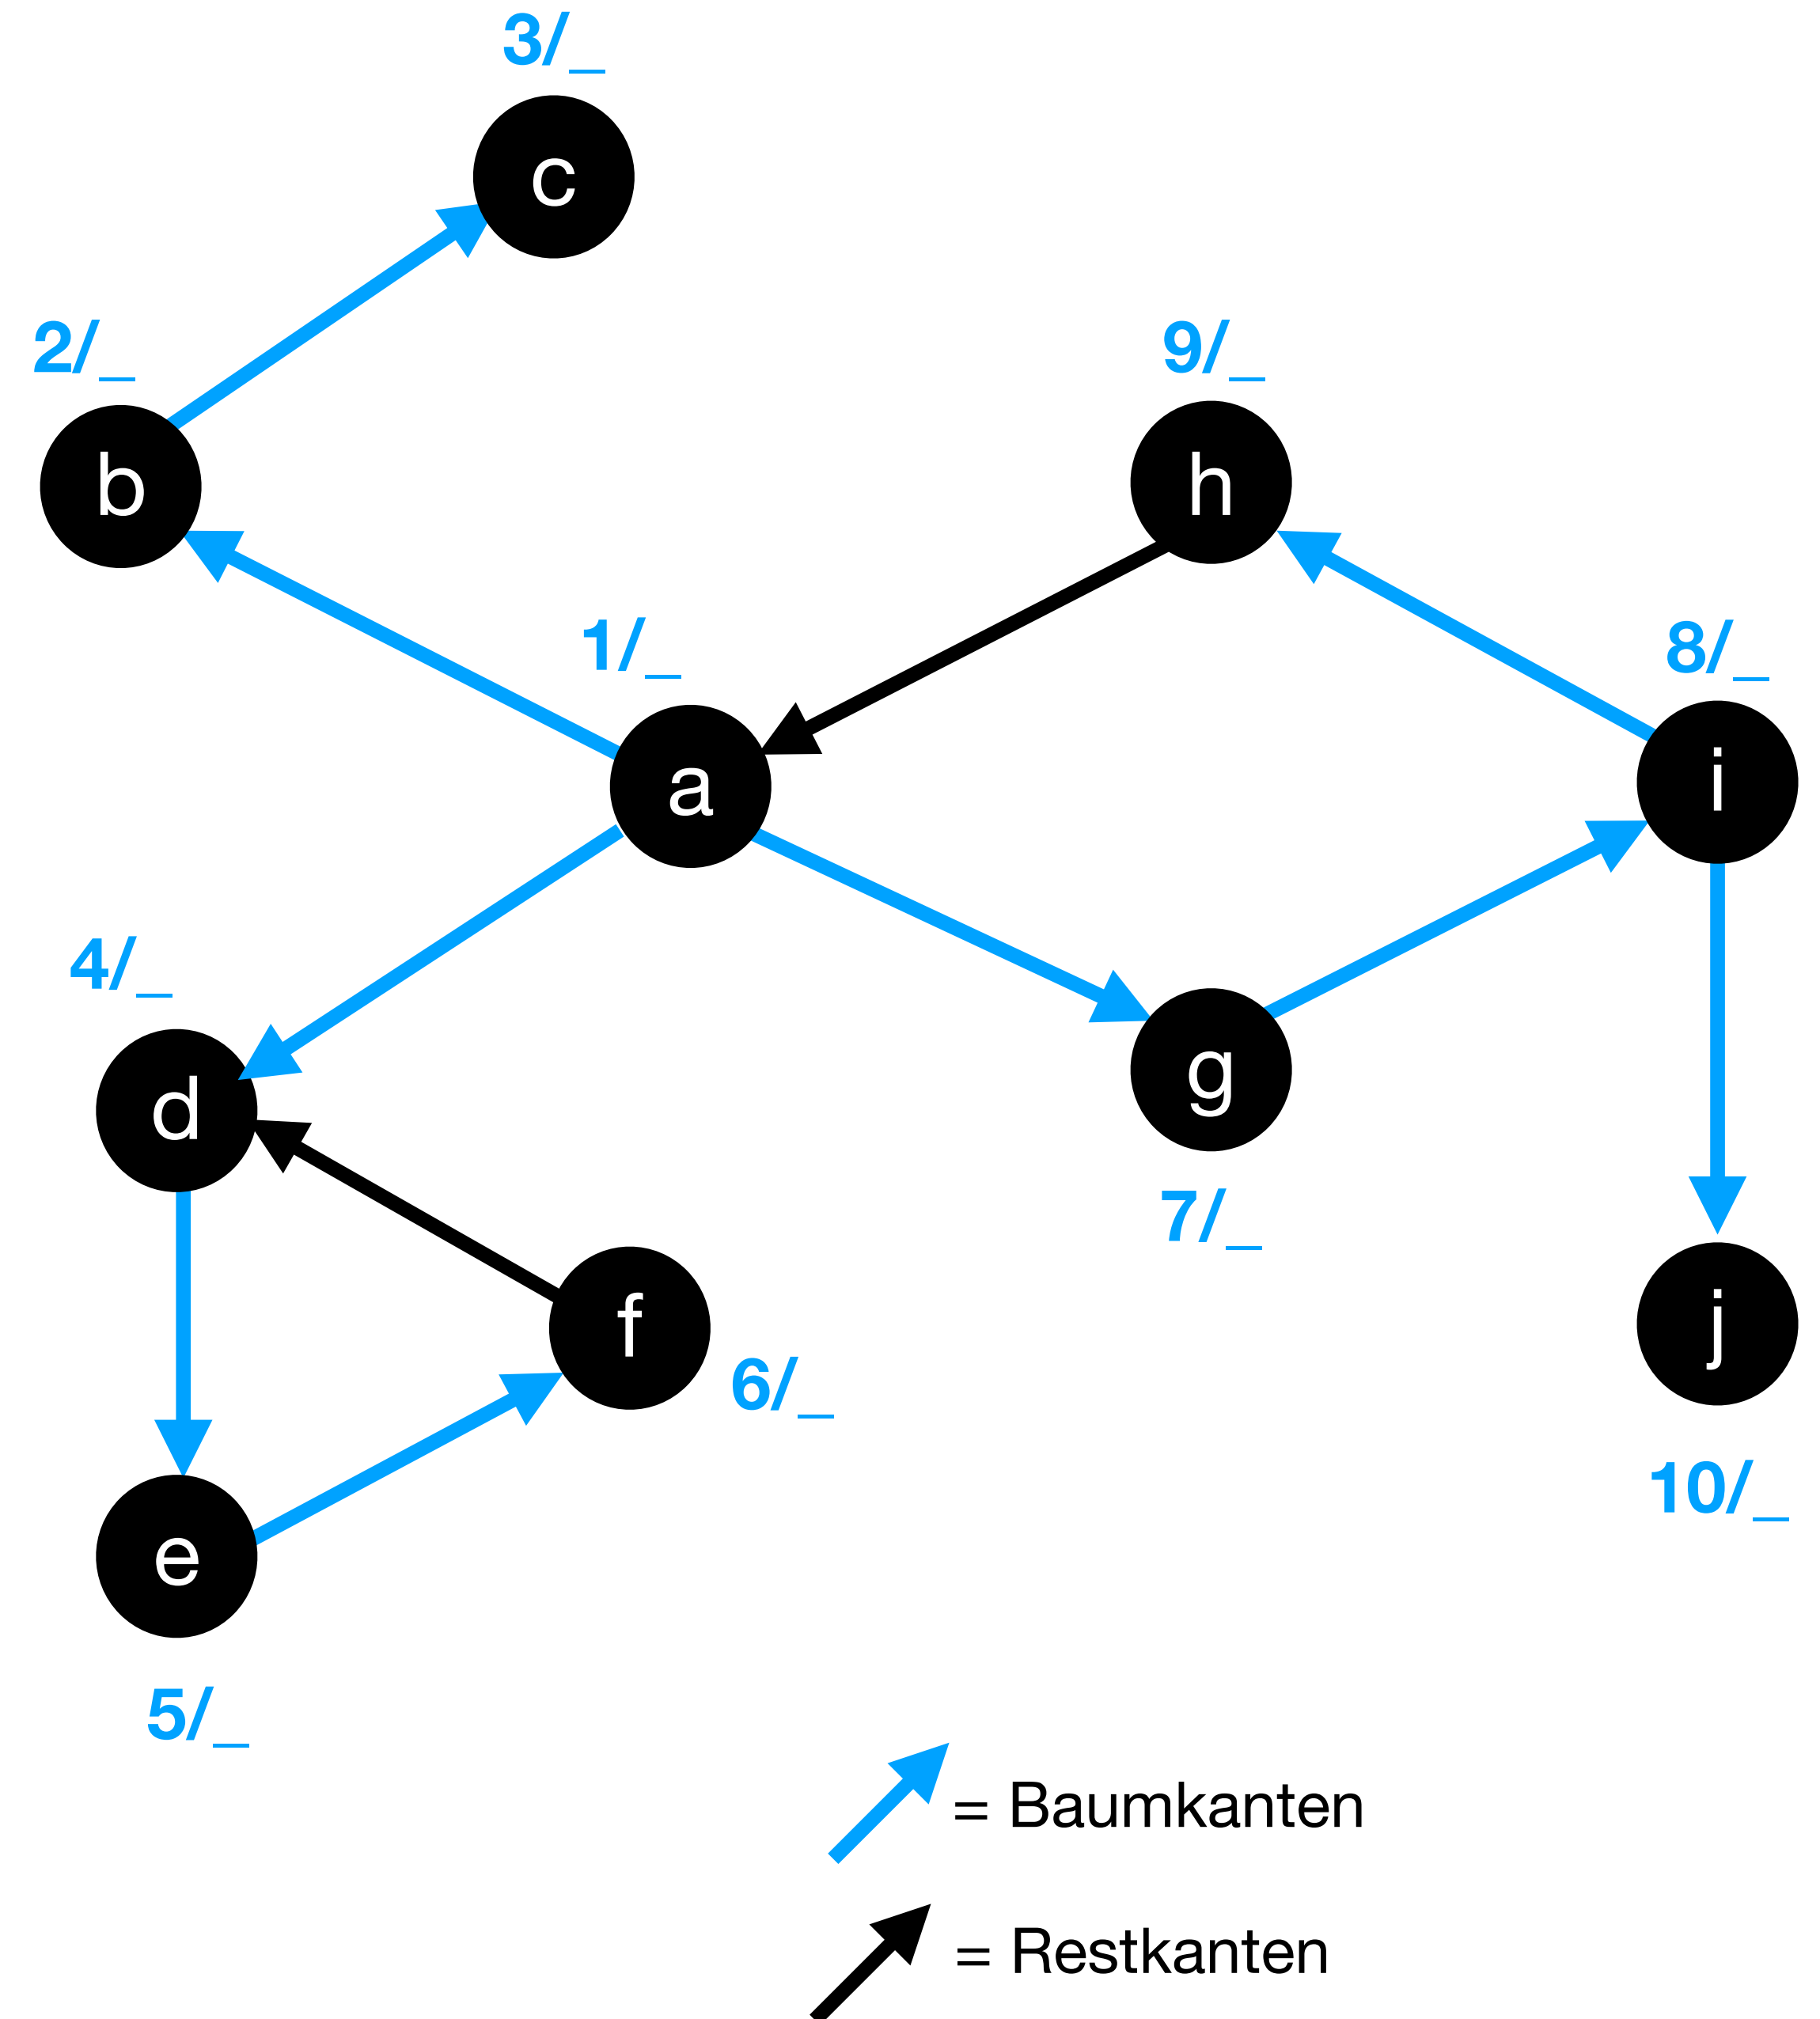 3/_
c
2/_
9/_
b
h
1/_
8/_
a
i
4/_
g
d
7/_
f
j
6/_
10/_
e
5/_
= Baumkanten
= Restkanten